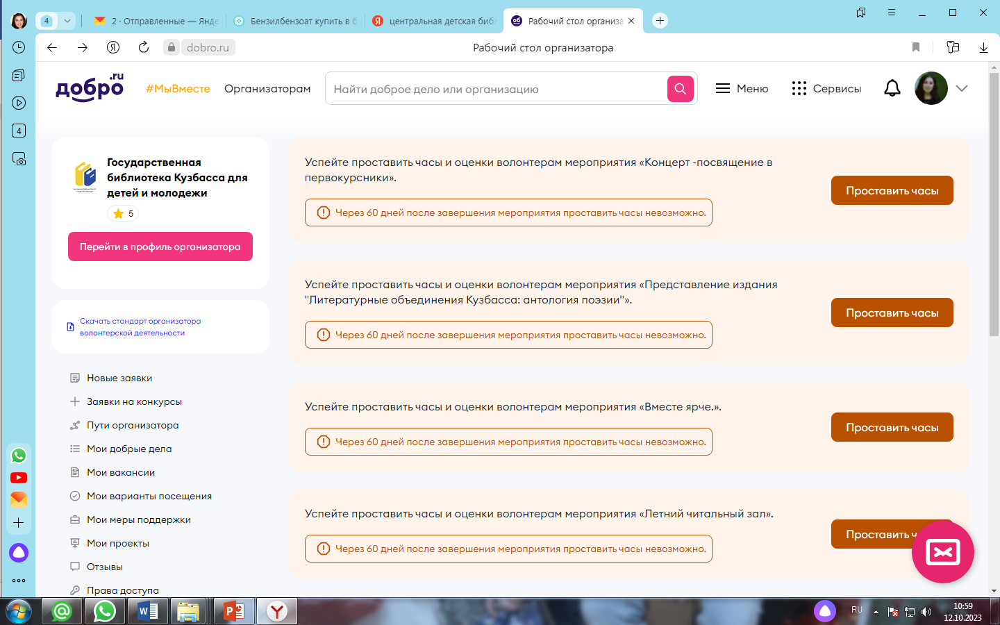 4
2 · Отправленные — Янде
Бензилбензоат купить в б
центральная детская библ
Рабочий стол организа
dobro.ru
Рабочий стол организатора
добро.ru
#МыВместе
Организаторам
Найти доброе дело или организацию
Меню
Сервисы
4
Государственная
библиотека Кузбасса для
детей и молодежи
5
Перейти в профиль организатора
Скачать стандарт организатора
волонтерской деятельности
Новые заявки
Заявки на конкурсы
Пути организатора
Мои добрые дела
Мои вакансии
Мои варианты посещения
Мои меры поддержки
Мои проекты
Отзывы
Права доступа
Успейте проставить часы и оценки волонтерам мероприятия «Концерт -посвящение в
первокурсники».
Через 60 дней после завершения мероприятия проставить часы невозможно.
Проставить часы
Успейте проставить часы и оценки волонтерам мероприятия «Представление издания
"Литературные объединения Кузбасса: антология поэзии"».
Через 60 дней после завершения мероприятия проставить часы невозможно.
Проставить часы
Успейте проставить часы и оценки волонтерам мероприятия «Вместе ярче.».
Через 60 дней после завершения мероприятия проставить часы невозможно.
Проставить часы
Успейте проставить часы и оценки волонтерам мероприятия «Летний читальный зал».
Через 60 дней после завершения мероприятия проставить часы невозможно.
Проставить ч
RU
10:59
12.10.2023